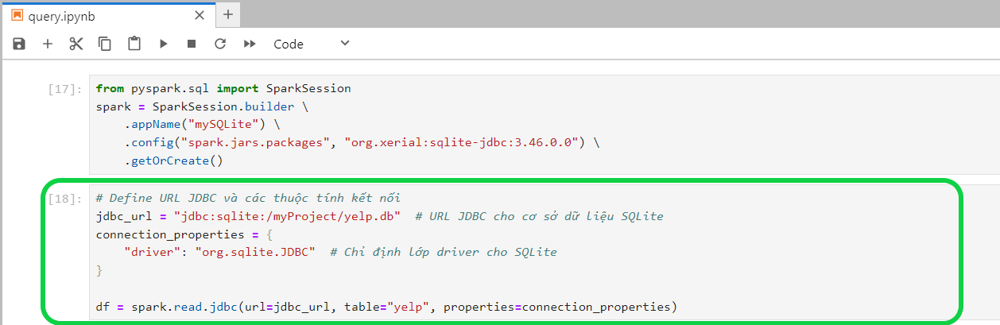 query.ipynb
Code
[17]:
from pyspark.sql import SparkSession
spark = SparkSession.builder \
    .appName("mySQLite") \
    .config("spark.jars.packages", "org.xerial:sqlite-jdbc:3.46.0.0") \
    .getOrCreate()
[18]:
# Define URL JDBC và các thuộc tính kết nối
jdbc_url = "jdbc:sqlite:/myProject/yelp.db"  # URL JDBC cho cơ sở dữ liệu SQLite
connection_properties = {
    "driver": "org.sqlite.JDBC"  # Chỉ định lớp driver cho SQLite
}
df = spark.read.jdbc(url=jdbc_url, table="yelp", properties=connection_properties)